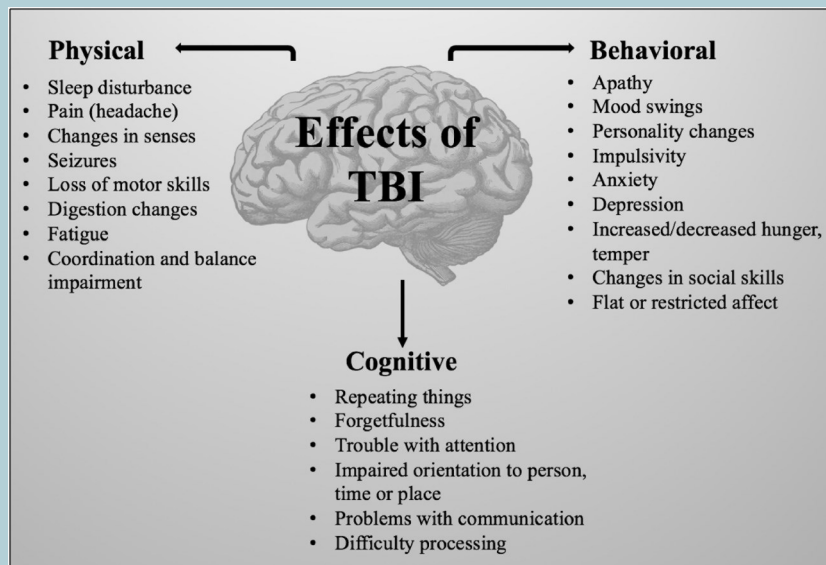 Effects of
TBI
Physical
• Sleep disturbance
• Pain (headache)
• Changes in senses
• Seizures
• Loss of motor skills
• Digestion changes
• Fatigue
• Coordination and balance
impairment
Behavioral
• Apathy
• Mood swings
• Personality changes
• Impulsivity
• Anxiety
• Depression
• Increased/decreased hunger,
temper
• Changes in social skills
• Flat or restricted affect
Cognitive
• Repeating things
• Forgetfulness
• Trouble with attention
• Impaired orientation to person,
time or place
• Problems with communication
• Difficulty processing